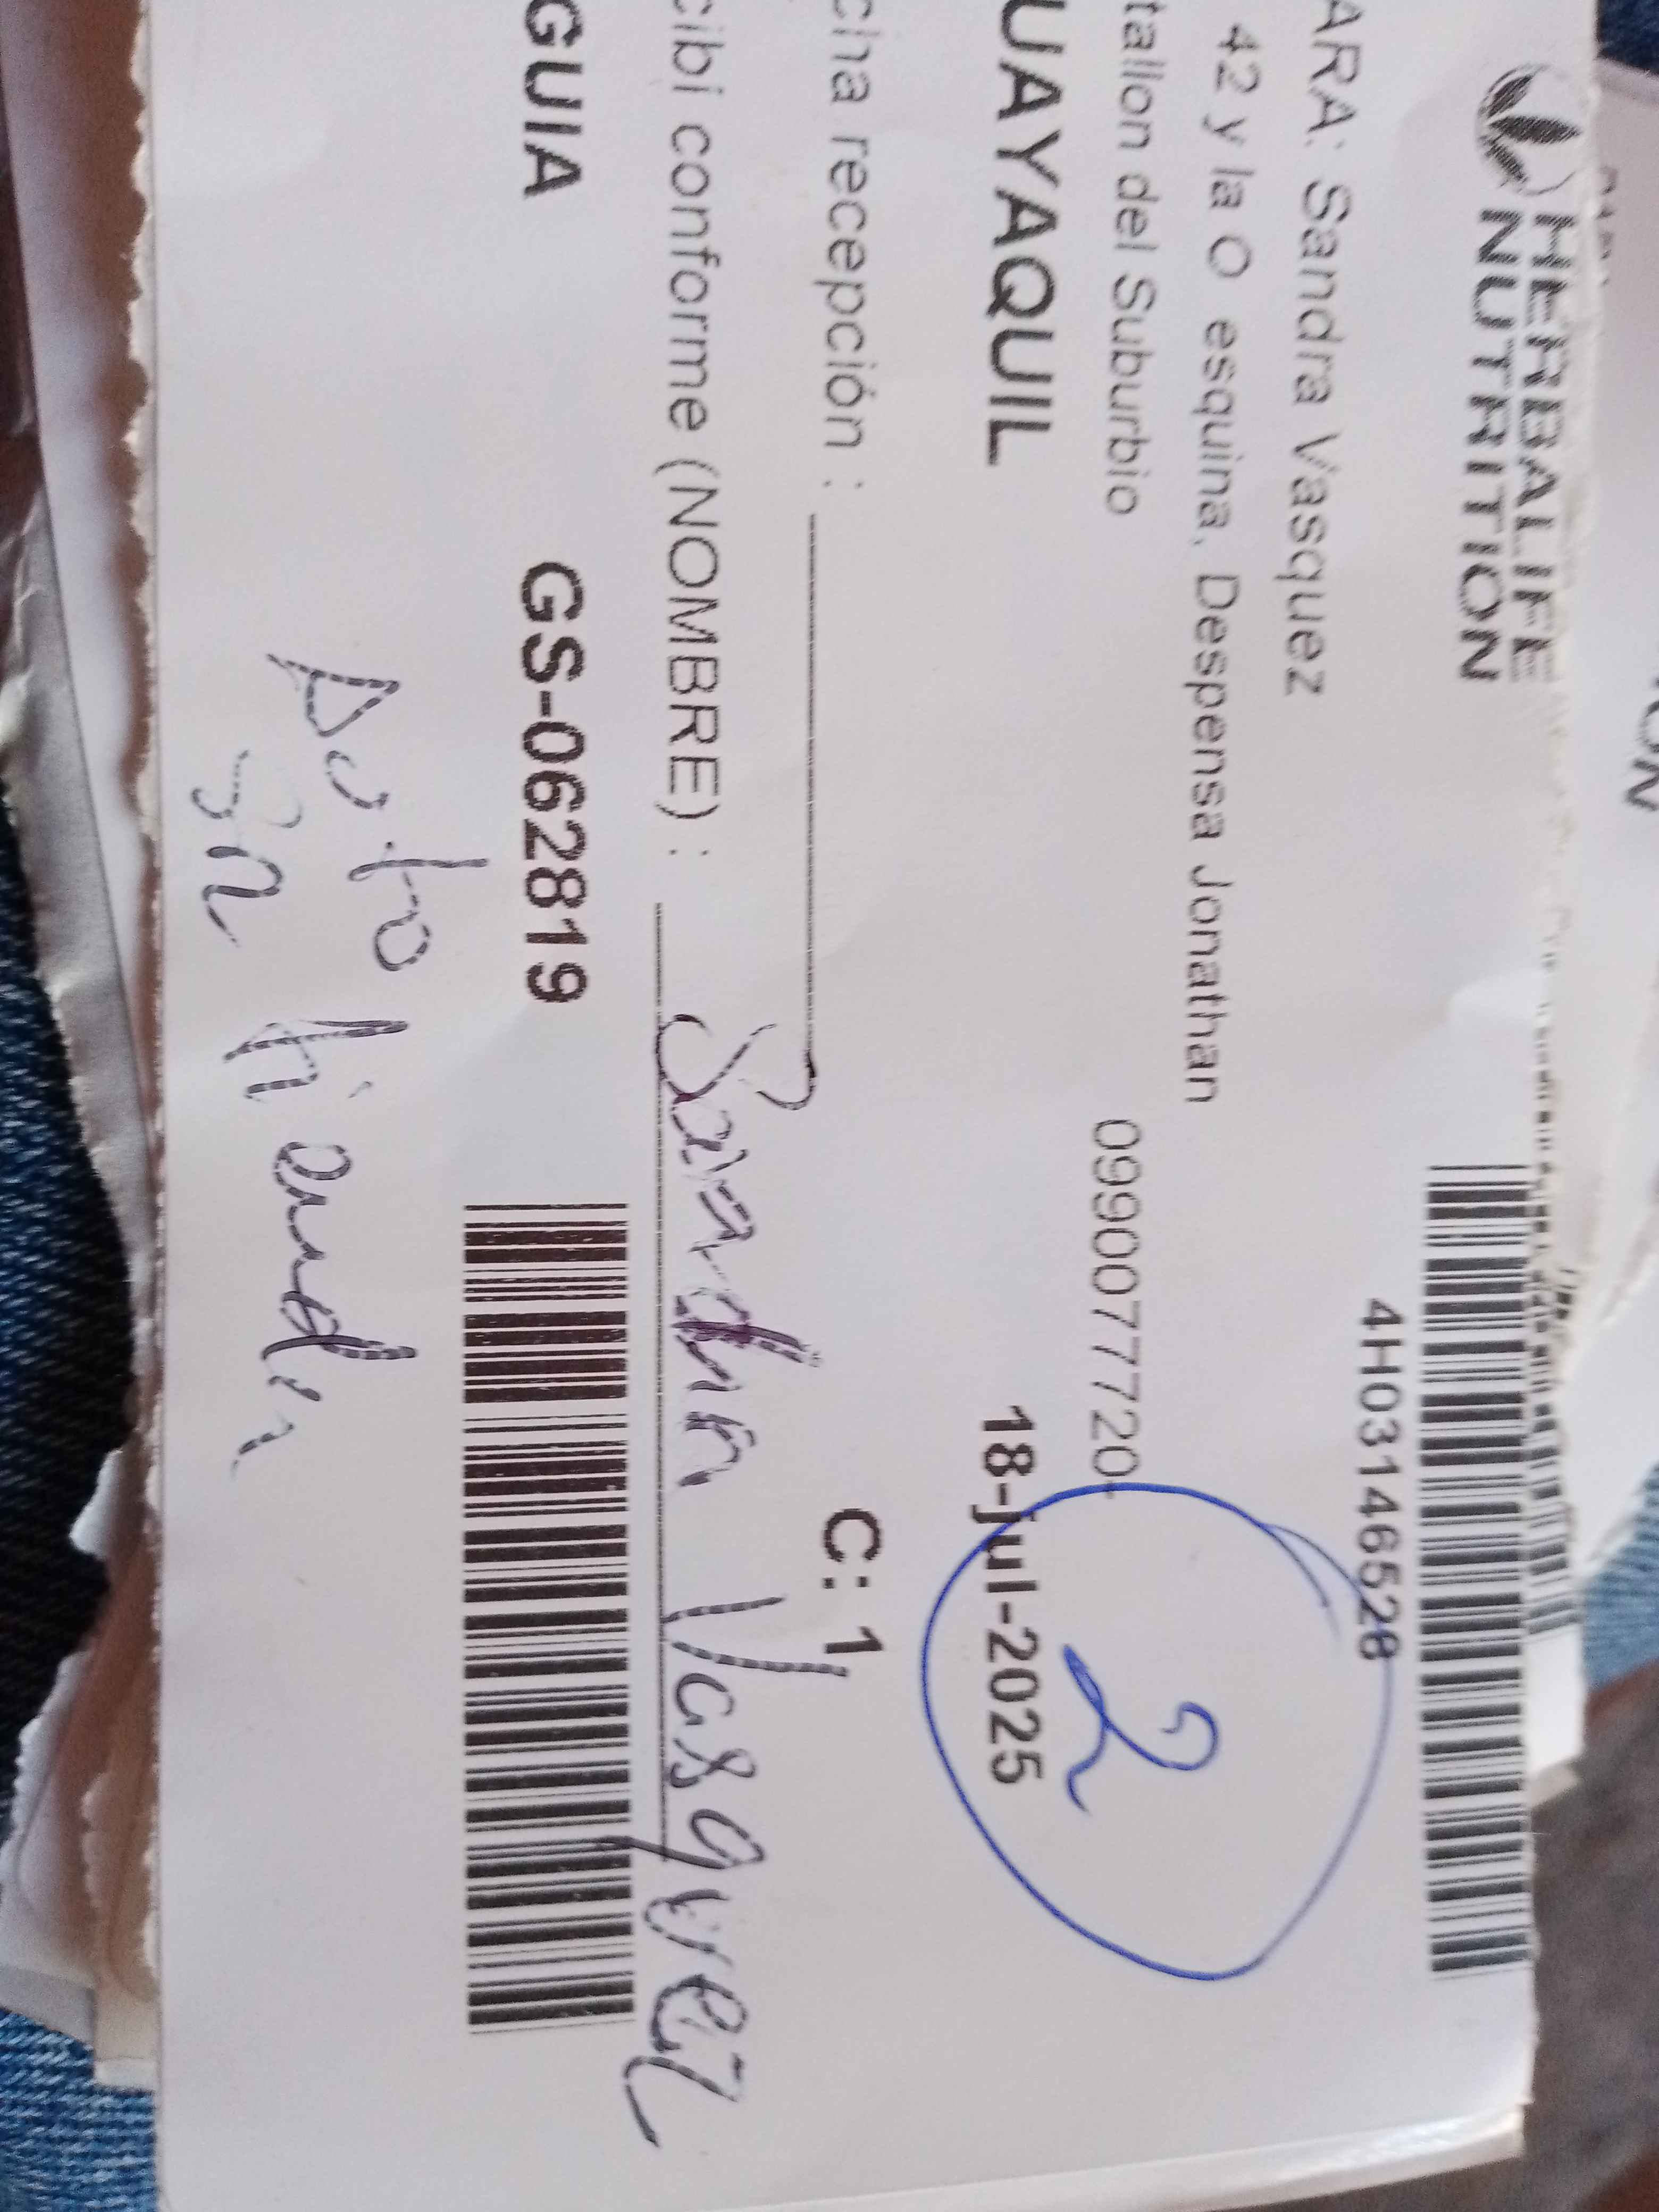 HERBALIFE
NUTRITION
4H03146528
ARA: Sandra Vasquez
42 y la O esquina. Despensa Jonathan
tallon del Suburbio 0990077720
UAYAQUIL 18-jul-2025
2
cha recepción : C: 1
cibi conforme (NOMBRE) : Sandra Vasquez
GUIA GS-062819